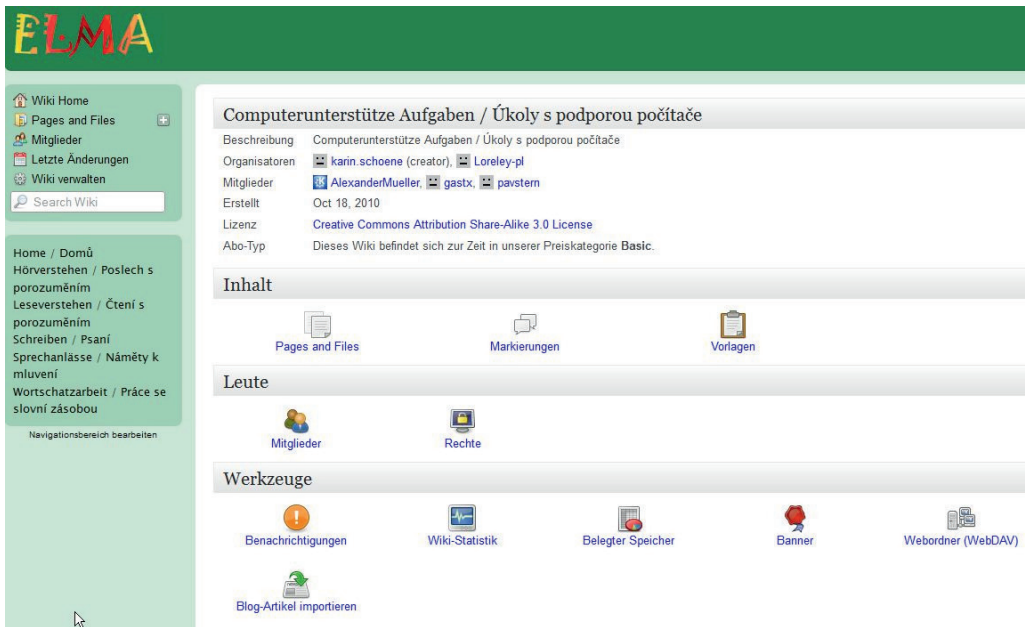 ELMA
Wiki Home
Pages and Files
Mitglieder
Letzte Änderungen
Wiki verwalten
Search Wiki
Home / Domů
Hörverstehen / Poslech s
porozuměním
Leseverstehen / Čtení s
porozuměním
Schreiben / Psaní
Sprechanlässe / Náměty k
mluvení
Wortschatzarbeit / Práce se
slovní zásobou
Navigationsbereich bearbeiten
Computerunterstütze Aufgaben / Úkoly s podporou počítače
Beschreibung Computerunterstütze Aufgaben / Úkoly s podporou počítače
Organisatoren karin.schoene (creator), Loreley-pl
Mitglieder AlexanderMueller, gastx, pavstern
Erstellt Oct 18, 2010
Lizenz Creative Commons Attribution Share-Alike 3.0 License
Abo-Typ Dieses Wiki befindet sich zur Zeit in unserer Preiskategorie Basic.
Inhalt
Pages and Files Markierungen Vorlagen
Leute
Mitglieder Rechte
Werkzeuge
Benachrichtigungen Wiki-Statistik Belegter Speicher Banner Webordner (WebDAV)
Blog-Artikel importieren